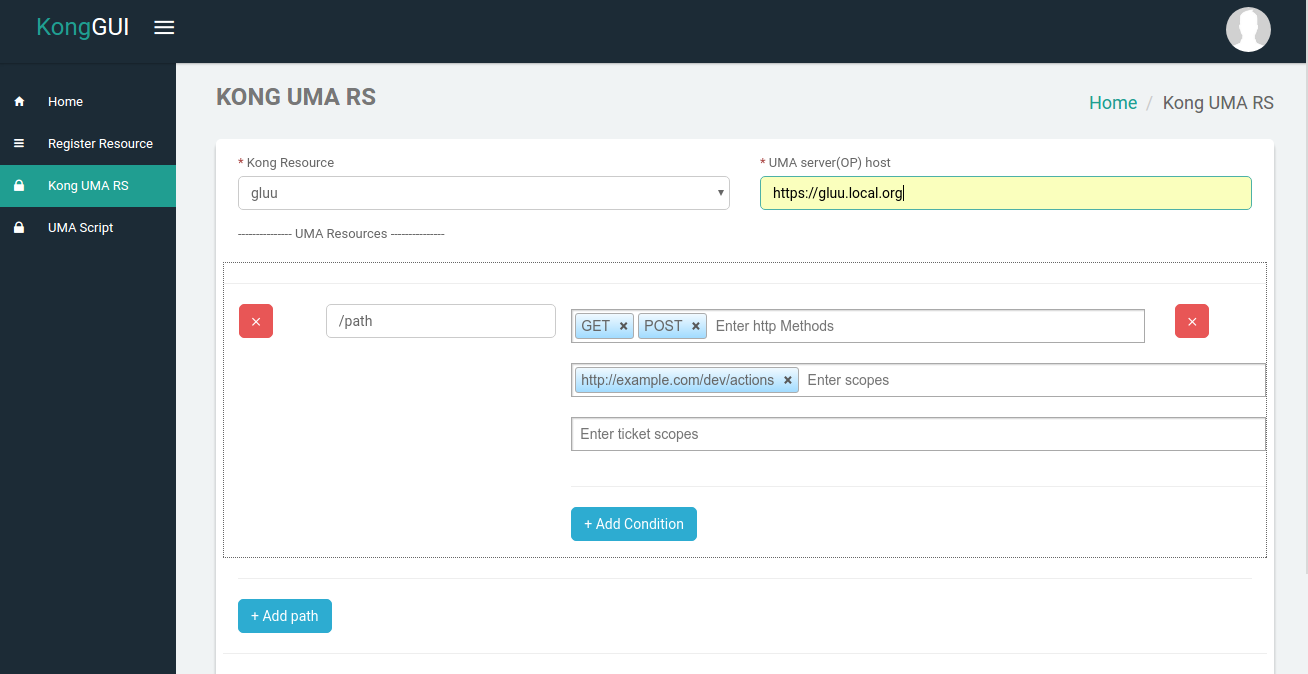 KongGUI
Home
Register Resource
Kong UMA RS
UMA Script
KONG UMA RS
Home / Kong UMA RS
* Kong Resource
* UMA server(OP) host
gluu
https://gluu.local.org
--------------- UMA Resources ---------------
× /path GET × POST × Enter http Methods ×
http://example.com/dev/actions × Enter scopes
Enter ticket scopes
+ Add Condition
+ Add path